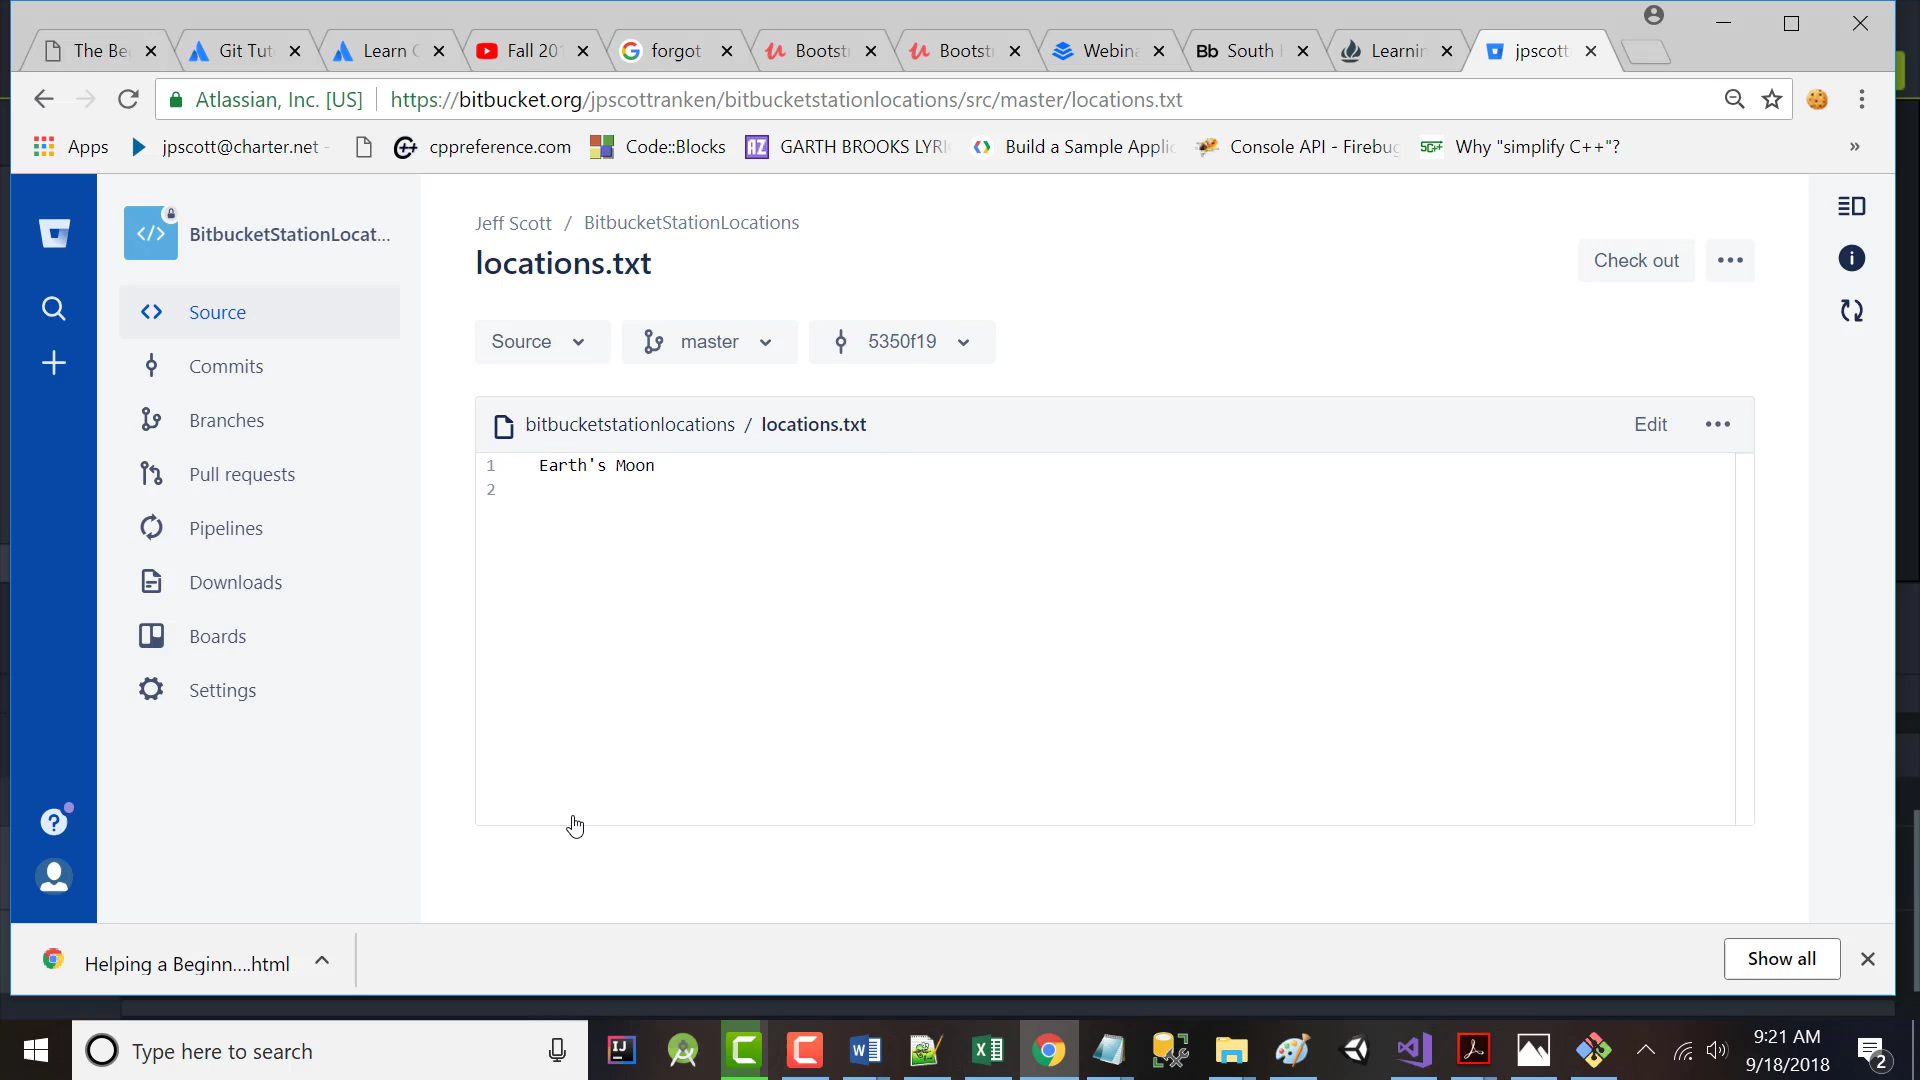 The Be
Git Tut
Learn
Fall 20
forgot
Bootst
Bootst
Webina
Bb South
Learnin
jpscott
Atlassian, Inc. [US]
https://bitbucket.org/jpscottranken/bitbucketstationlocations/src/master/locations.txt
Apps
jpscott@charter.net -
cppreference.com
Code::Blocks
AZ
GARTH BROOKS LYRI
Build a Sample Applic
Console API - Firebug
Why "simplify C++"?
»
BitbucketStationLocat...
Source
Commits
Branches
Pull requests
Pipelines
Downloads
Boards
Settings
Jeff Scott / BitbucketStationLocations
locations.txt
Check out
Source
master
5350f19
bitbucketstationlocations / locations.txt
Edit
1 Earth's Moon
2
Helping a Beginn....html
Show all
Type here to search
9:21 AM
9/18/2018
2